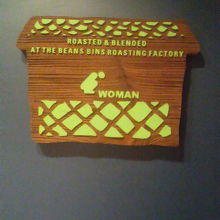 ROASTED & BLENDED
AT THE BEANS BINS ROASTING FACTORY
WOMAN